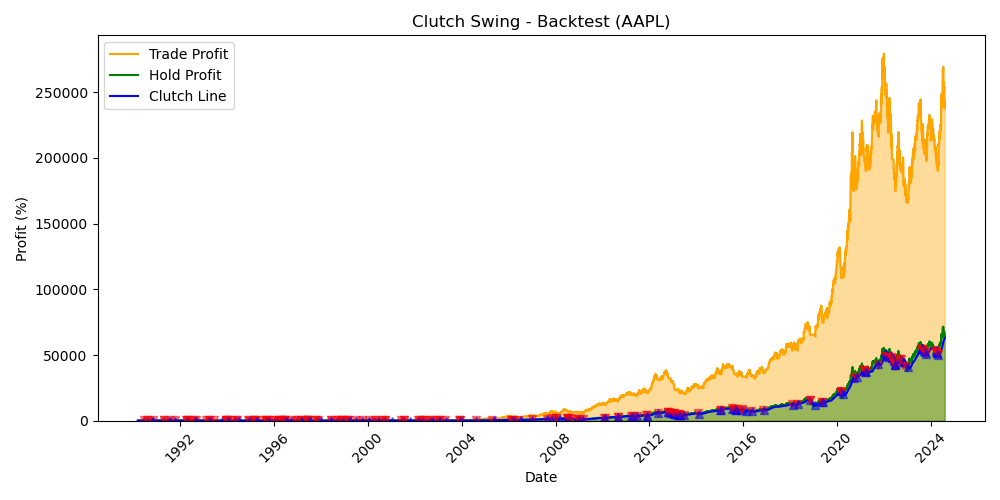 Clutch Swing - Backtest (AAPL)
Trade Profit
Hold Profit
Clutch Line
Profit (%)
250000
200000
150000
100000
50000
0
1992
1996
2000
2004
2008
2012
2016
2020
2024
Date